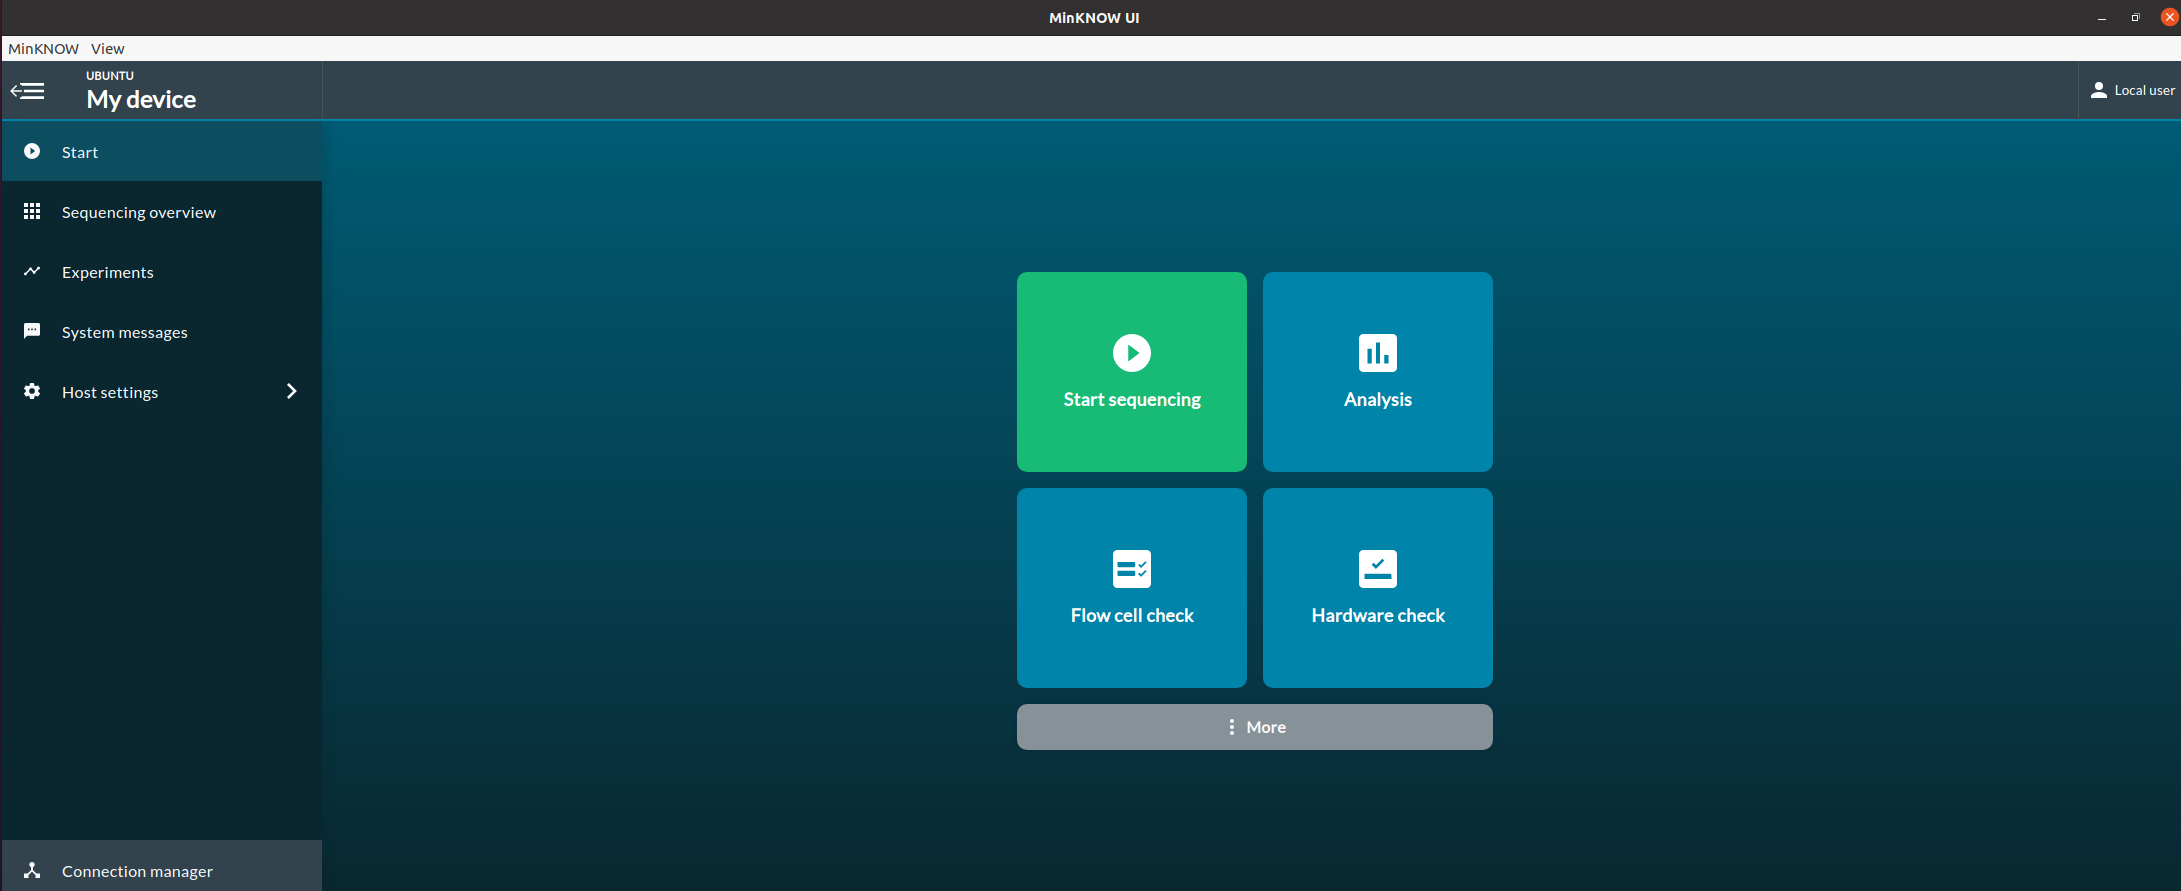 MinKNOW UI
MinKNOW View
UBUNTU
My device
Local user
Start
Sequencing overview
Experiments
System messages
Host settings
Start sequencing
Analysis
Flow cell check
Hardware check
More
Connection manager